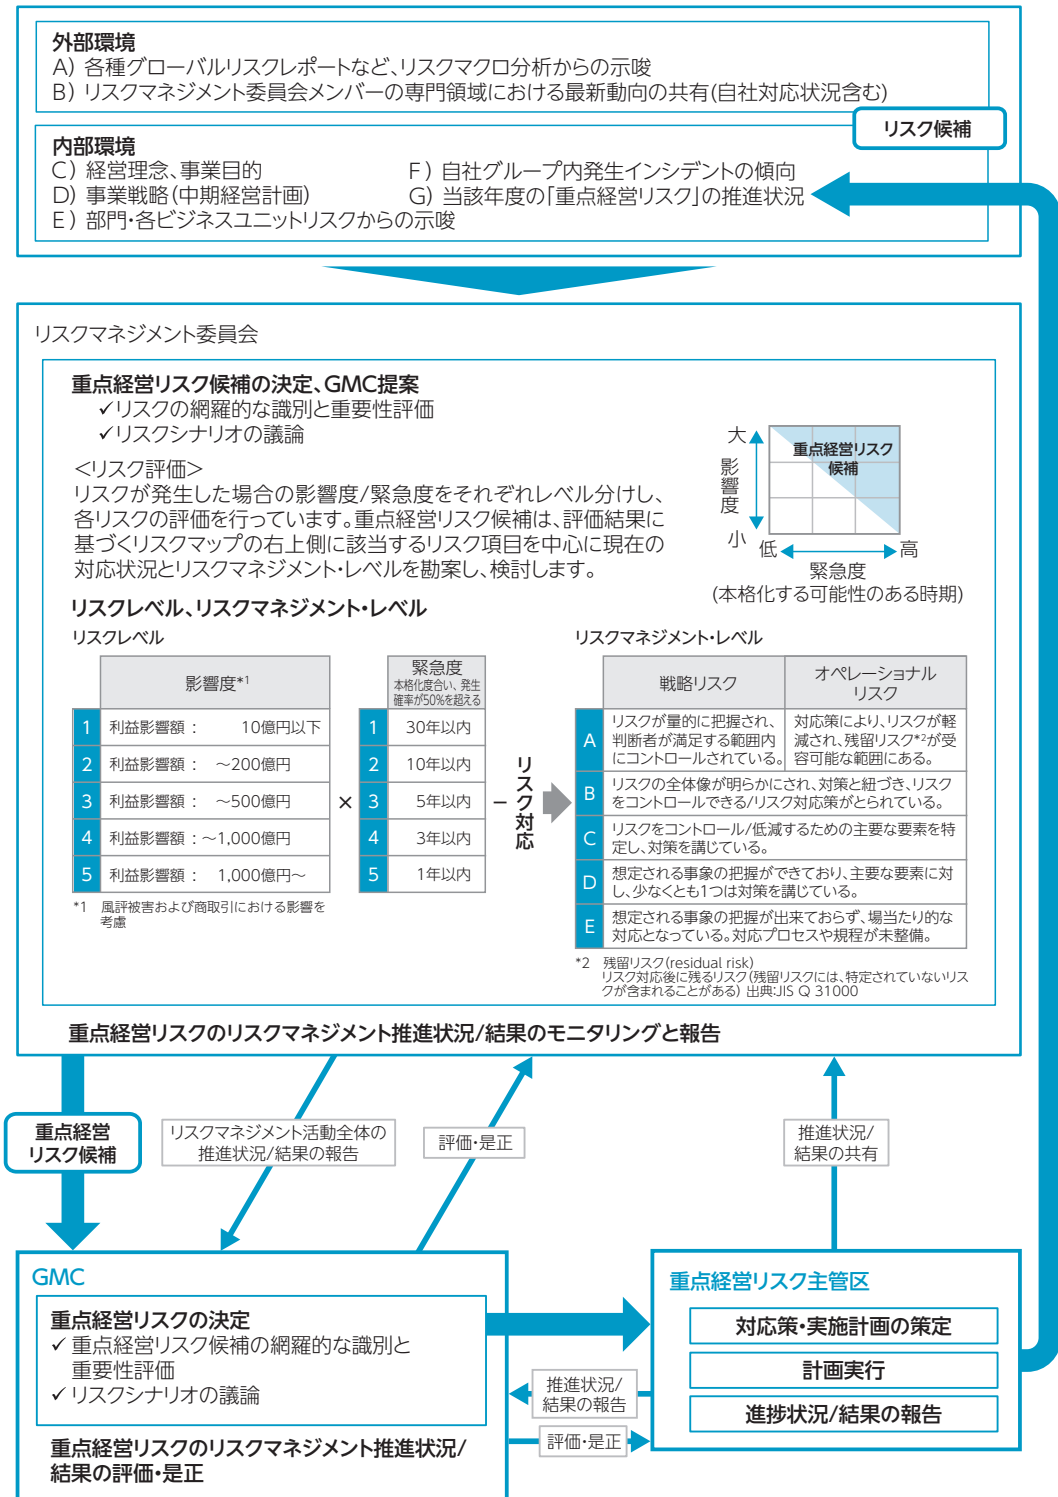 外部環境
A) 各種グローバルリスクレポートなど、リスクマクロ分析からの示唆
B) リスクマネジメント委員会メンバーの専門領域における最新動向の共有(自社対応状況含む)
リスク候補
内部環境
C) 経営理念、事業目的
D) 事業戦略(中期経営計画)
E) 部門・各ビジネスユニットリスクからの示唆
F) 自社グループ内発生インシデントの傾向
G) 当該年度の「重点経営リスク」の推進状況
リスクマネジメント委員会
重点経営リスク候補の決定、GMC提案
✓リスクの網羅的な識別と重要性評価
✓リスクシナリオの議論
<リスク評価>
リスクが発生した場合の影響度/緊急度をそれぞれレベル分けし、
各リスクの評価を行っています。重点経営リスク候補は、評価結果に
基づくリスクマップの右上側に該当するリスク項目を中心に現在の
対応状況とリスクマネジメント・レベルを勘案し、検討します。
大
影響度
小
重点経営リスク
候補
低
高
緊急度
(本格化する可能性のある時期)
リスクレベル、リスクマネジメント・レベル
リスクレベル
影響度*1
1 利益影響額: 10億円以下
2 利益影響額: ～200億円
3 利益影響額: ～500億円
4 利益影響額:～1,000億円
5 利益影響額: 1,000億円～
*1 風評被害および商取引における影響を
考慮
×
緊急度
本格化度合い、発生
確率が50%を超える
1 30年以内
2 10年以内
3 5年以内
4 3年以内
5 1年以内
−
リスク対応
リスクマネジメント・レベル
戦略リスク
オペレーショナル
リスク
A
リスクが量的に把握され、
判断者が満足する範囲内
にコントロールされている。
対応策により、リスクが軽
減され、残留リスク*2が受
容可能な範囲にある。
B
リスクの全体像が明らかにされ、対策と紐づき、リスク
をコントロールできる/リスク対応策がとられている。
C
リスクをコントロール/低減するための主要な要素を特
定し、対策を講じている。
D
想定される事象の把握ができており、主要な要素に対
し、少なくとも1つは対策を講じている。
E
想定される事象の把握が出来ておらず、場当たり的な
対応となっている。対応プロセスや規程が未整備。
*2 残留リスク(residual risk)
リスク対応後に残るリスク(残留リスクには、特定されていないリス
クが含まれることがある) 出典:JIS Q 31000
重点経営リスクのリスクマネジメント推進状況/結果のモニタリングと報告
重点経営
リスク候補
リスクマネジメント活動全体の
推進状況/結果の報告
評価・是正
推進状況/
結果の共有
GMC
重点経営リスクの決定
✓重点経営リスク候補の網羅的な識別と
重要性評価
✓リスクシナリオの議論
重点経営リスクのリスクマネジメント推進状況/
結果の評価・是正
推進状況/
結果の報告
評価・是正
重点経営リスク主管区
対応策・実施計画の策定
計画実行
進捗状況/結果の報告